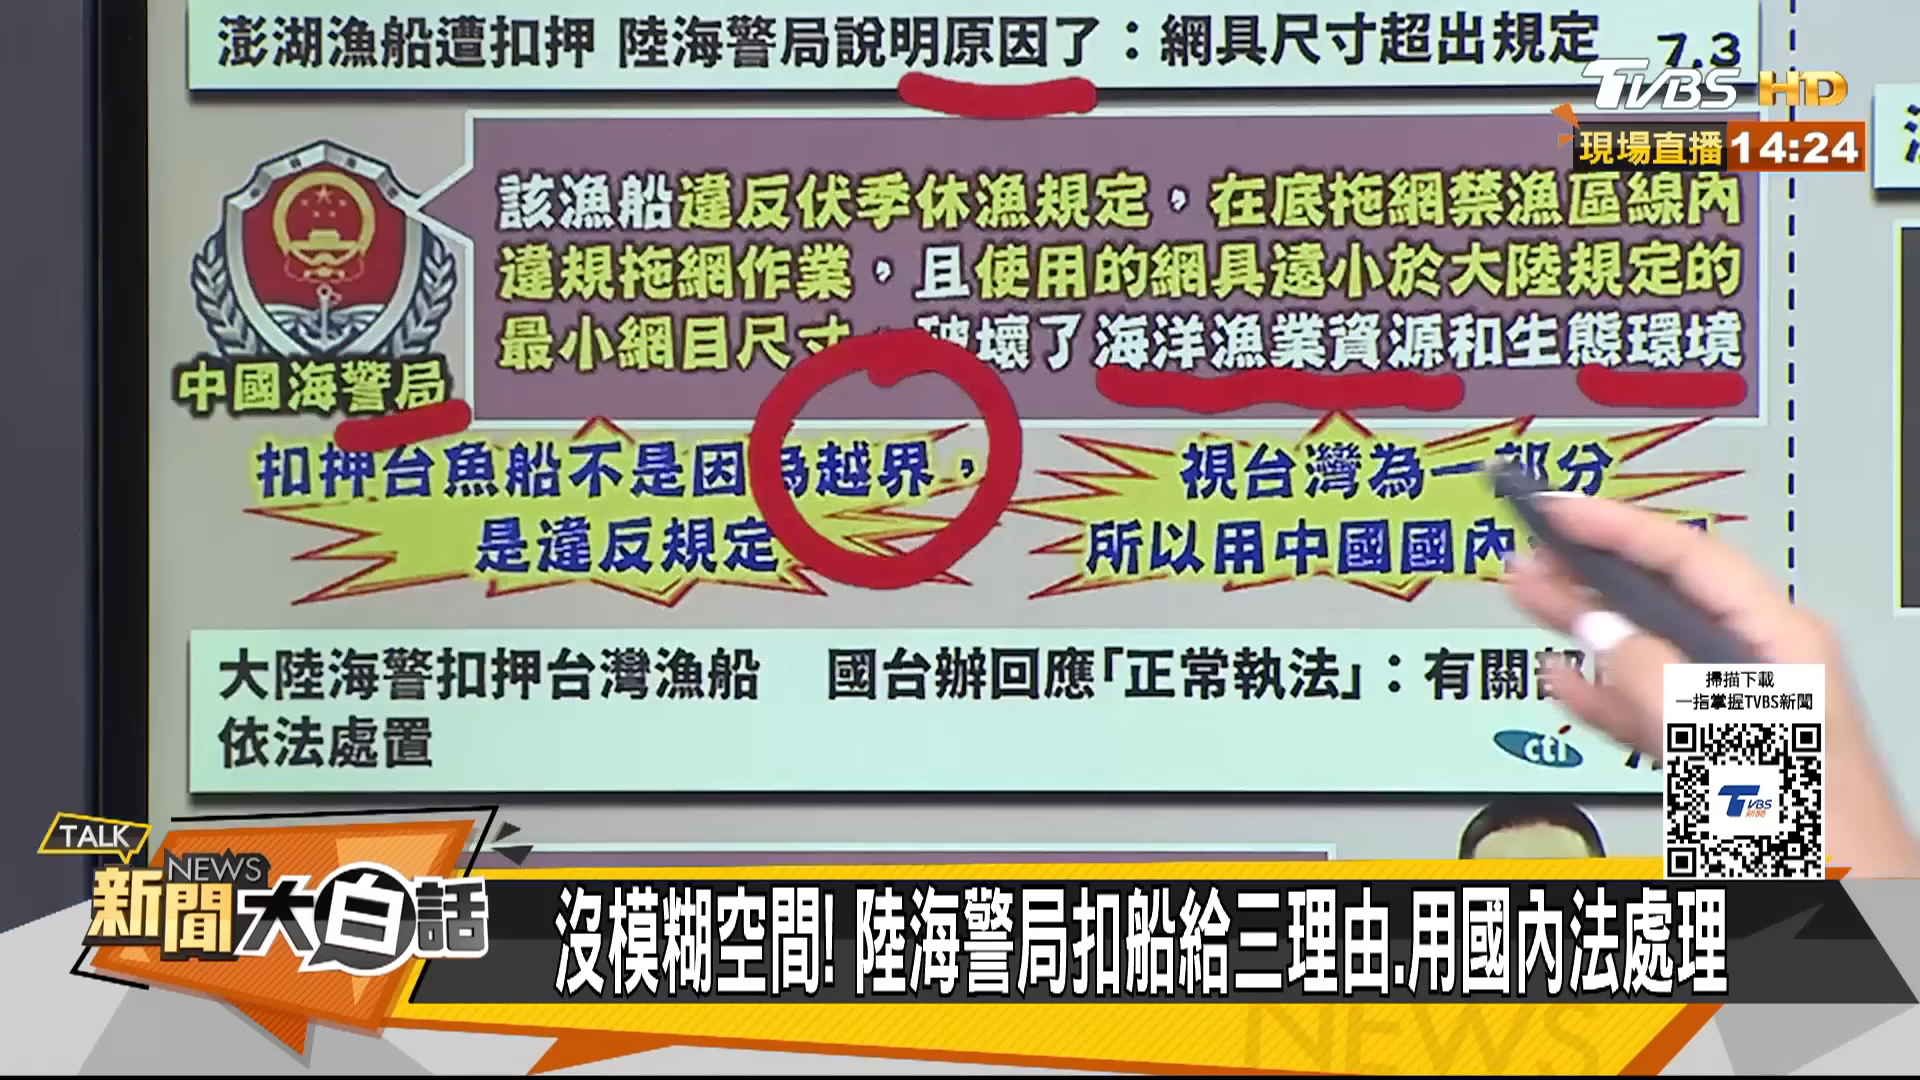 澎湖漁船遭扣押 陸海警局說明原因了：網具尺寸超出規定 7.3
TVBS HD
現場直播 14:24
該漁船違反伏季休漁規定，在底拖網禁漁區線內
違規拖網作業，且使用的網具遠小於大陸規定的
最小網目尺寸，破壞了海洋漁業資源和生態環境
中國海警局
扣押台魚船不是因為越界，
是違反規定
視台灣為一部分
所以用中國國內
大陸海警扣押台灣漁船 國台辦回應「正常執法」：有關部
依法處置
cti
掃描下載
一指掌握TVBS新聞
TVBS
新聞
TALK
NEWS
新聞大白話
沒模糊空間! 陸海警局扣船給三理由.用國內法處理
NEWS